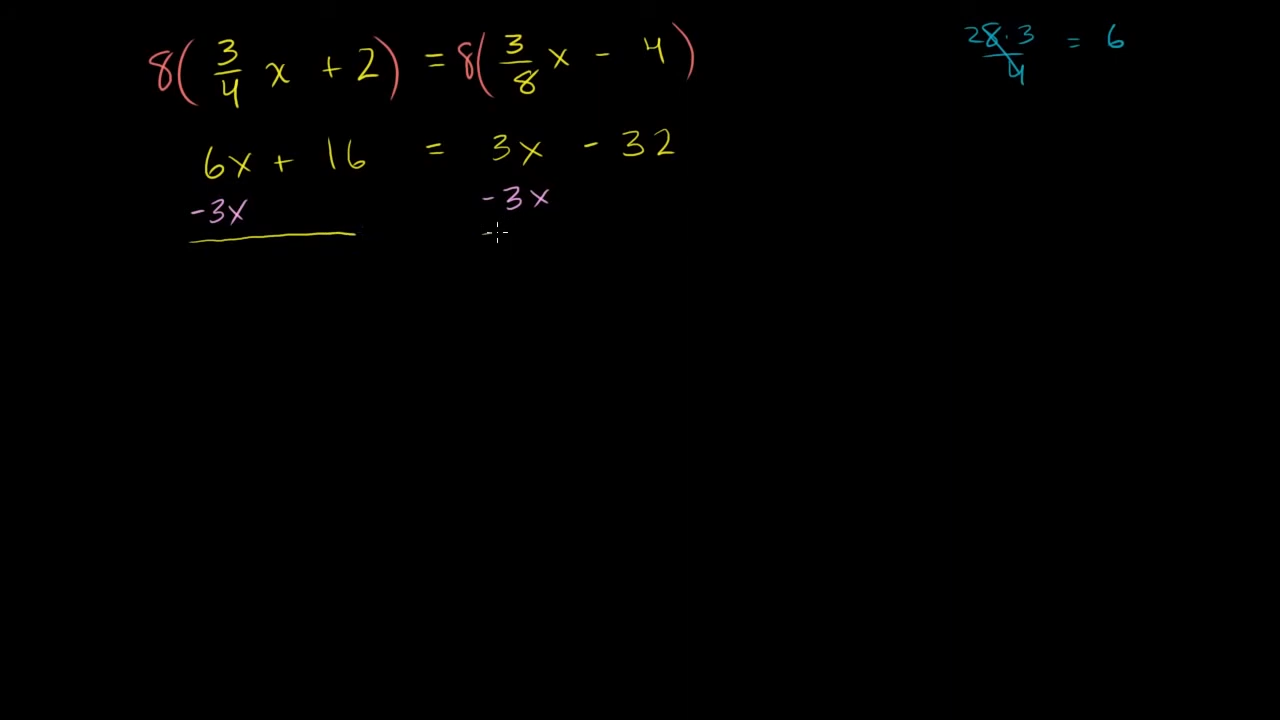 8(3/4 x + 2) = 8(3/8 x - 4)
28·3/4 = 6
6x + 16 = 3x - 32
-3x -3x